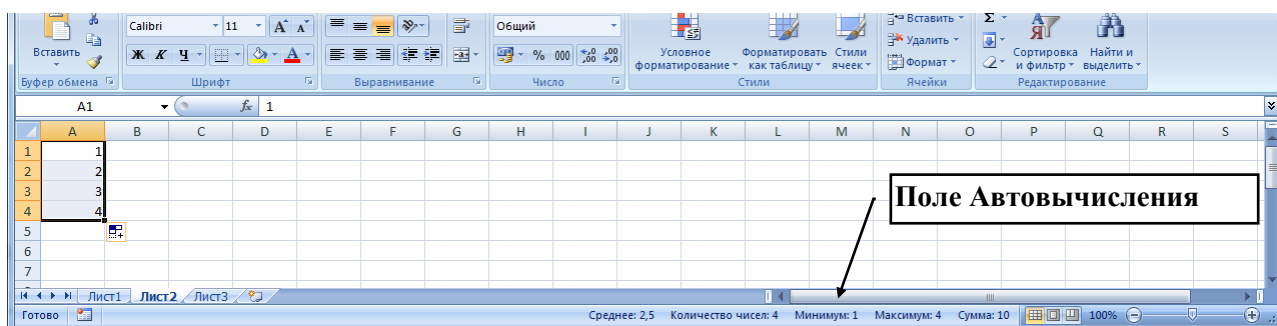 Calibri 11 Общий Σ Вставить
Вставить Ж К Ч % 000 Условное форматирование Форматировать как таблицу Стили ячеек Удалить Формат Сортировка и фильтр Найти и выделить
Буфер обмена Шрифт Выравнивание Число Стили Ячейки Редактирование
A1 fx 1
A B C D E F G H I J K L M N O P Q R S
1 1
2 2
3 3
4 4
5
6
7
Поле Автовычисления
Лист1 Лист2 Лист3
Готово Среднее: 2,5 Количество чисел: 4 Минимум: 1 Максимум: 4 Сумма: 10 100%